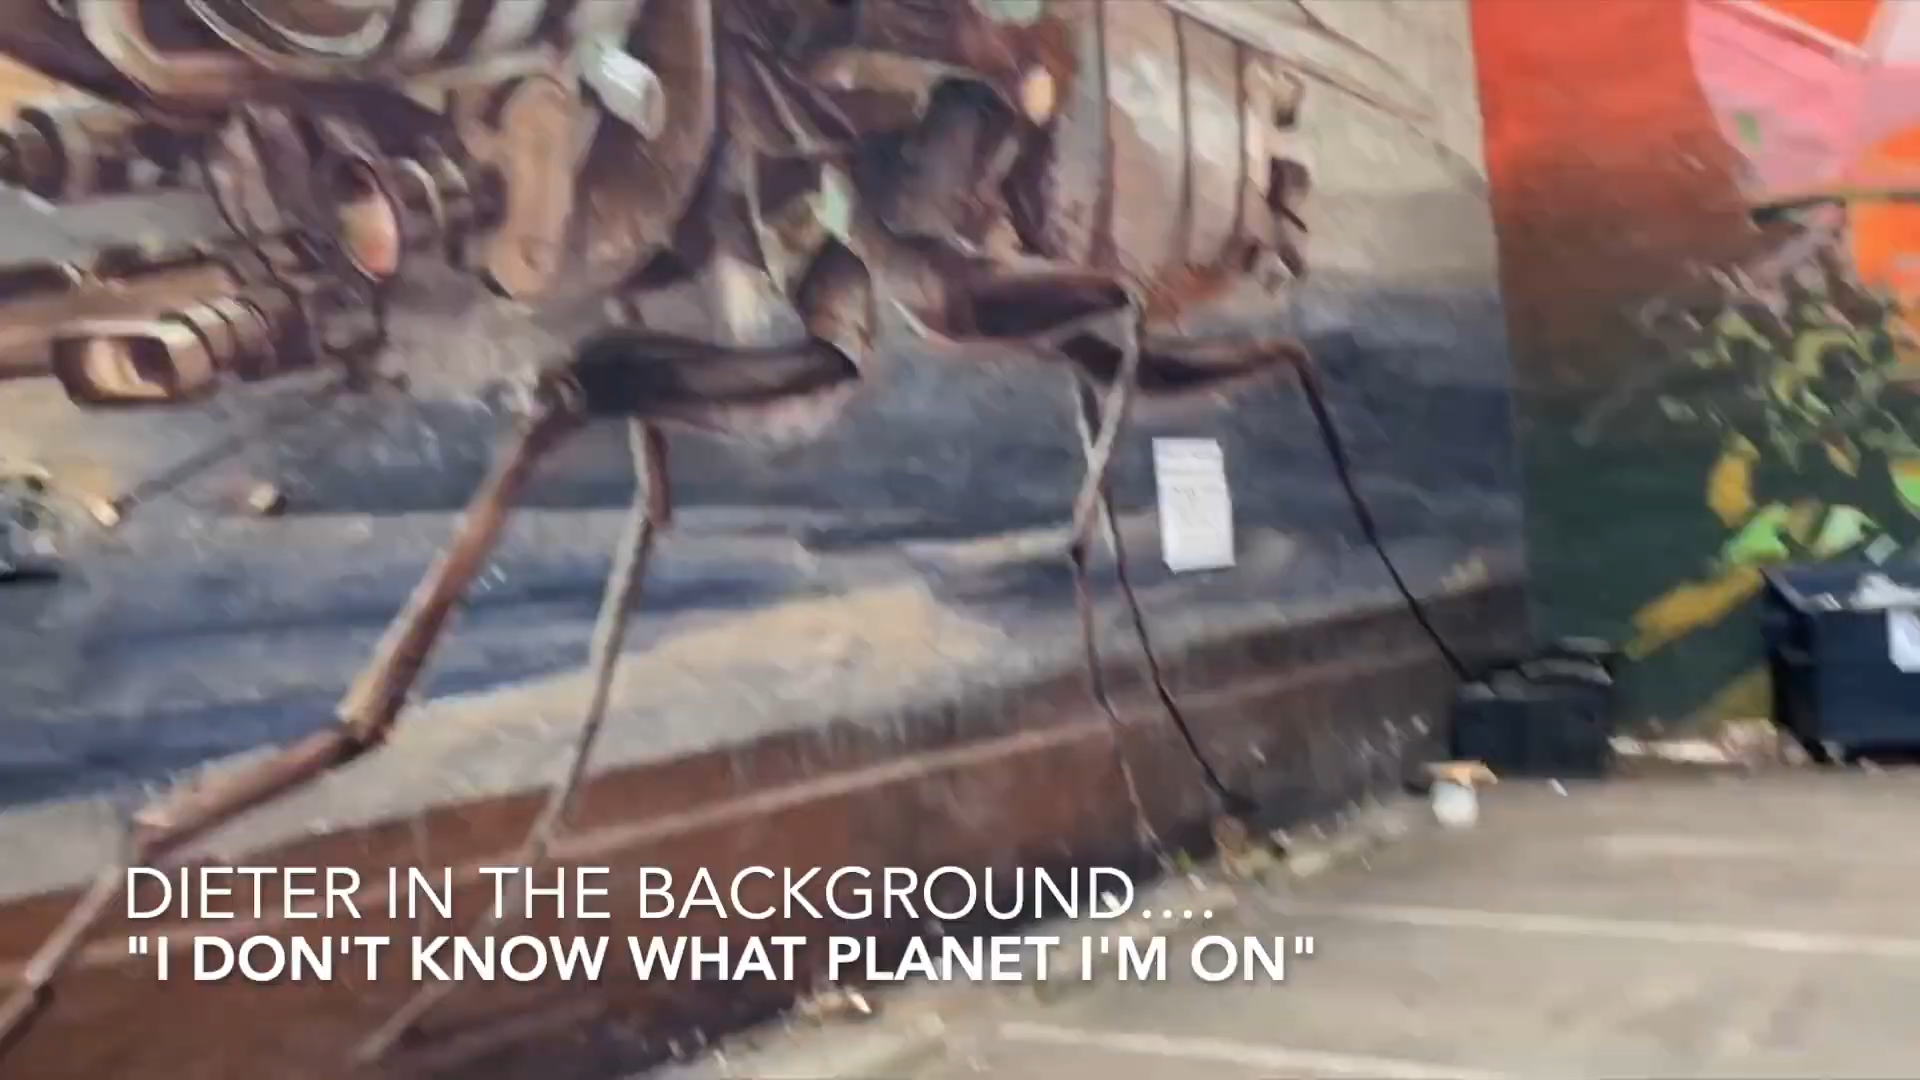 DIETER IN THE BACKGROUND....
"I DON'T KNOW WHAT PLANET I'M ON"